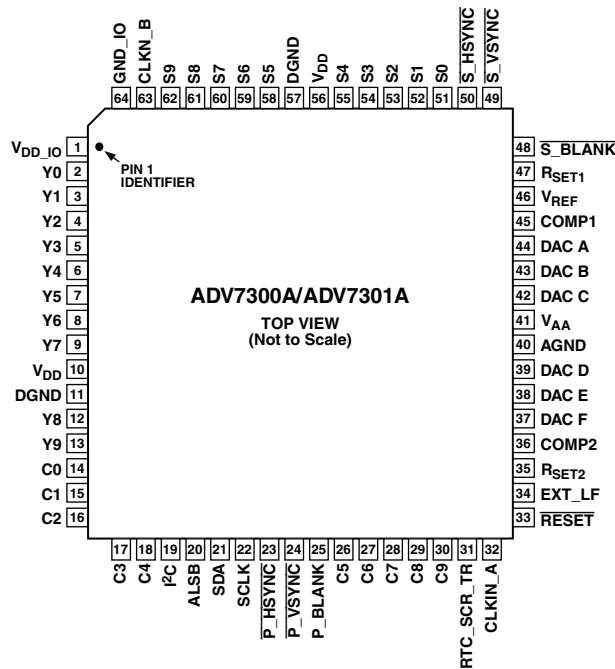 GND_IO
CLKN_B
S9
S8
S7
S6
S5
DGND
VDD
S4
S3
S2
S1
S0
S_HSYNC
S_VSYNC
64 63 62 61 60 59 58 57 56 55 54 53 52 51 50 49
VDD_IO 1
Y0 2
Y1 3
Y2 4
Y3 5
Y4 6
Y5 7
Y6 8
Y7 9
VDD 10
DGND 11
Y8 12
Y9 13
C0 14
C1 15
C2 16
PIN 1
IDENTIFIER
ADV7300A/ADV7301A
TOP VIEW
(Not to Scale)
48 S_BLANK
47 RSET1
46 VREF
45 COMP1
44 DAC A
43 DAC B
42 DAC C
41 VAA
40 AGND
39 DAC D
38 DAC E
37 DAC F
36 COMP2
35 RSET2
34 EXT_LF
33 RESET
17 18 19 20 21 22 23 24 25 26 27 28 29 30 31 32
C3
C4
I²C
ALSB
SDA
SCLK
P_HSYNC
P_VSYNC
P_BLANK
C5
C6
C7
C8
C9
RTC_SCR_TR
CLKIN_A